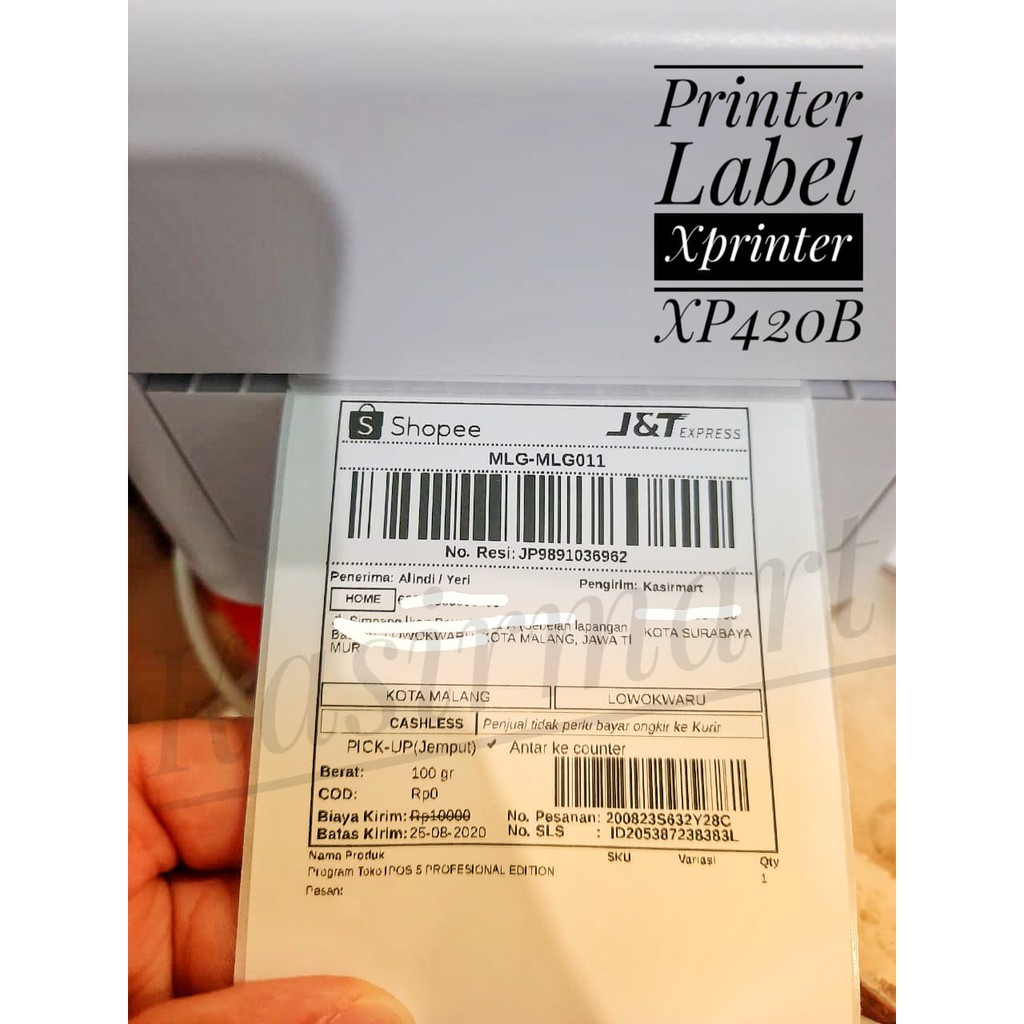 Printer
Label
Xprinter
XP420B
Shopee
J&T EXPRESS
MLG-MLG011
No. Resi: JP9891036962
Penerima: Alindi / Yeri
Pengirim: Kasirmart
HOME
(Sebelah lapangan
LOWOKWARU, KOTA MALANG, JAWA TI
MUR
KOTA SURABAYA
KOTA MALANG
LOWOKWARU
CASHLESS
Penjual tidak perlu bayar ongkir ke Kurir
PICK-UP(Jemput) ✓ Antar ke counter
Berat: 100 gr
COD: Rp0
Biaya Kirim: Rp10000
Batas Kirim: 25-08-2020
No. Pesanan: 200823S632Y28C
No. SLS : ID205387238383L
Nama Produk SKU Variasi Qty
Program Toko IPOS 5 PROFESIONAL EDITION 1
Pesan:
Kasirmart